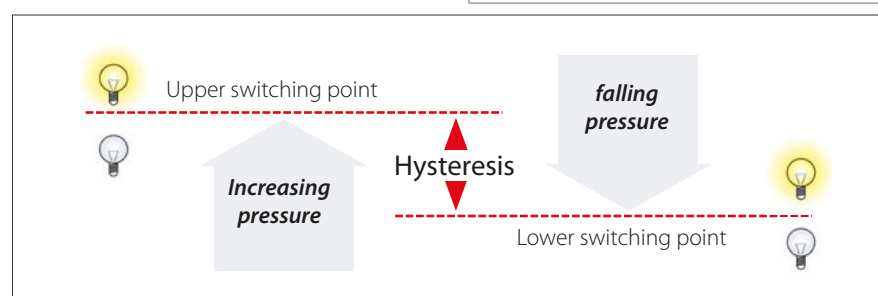 Upper switching point
falling
pressure
Hysteresis
Increasing
pressure
Lower switching point